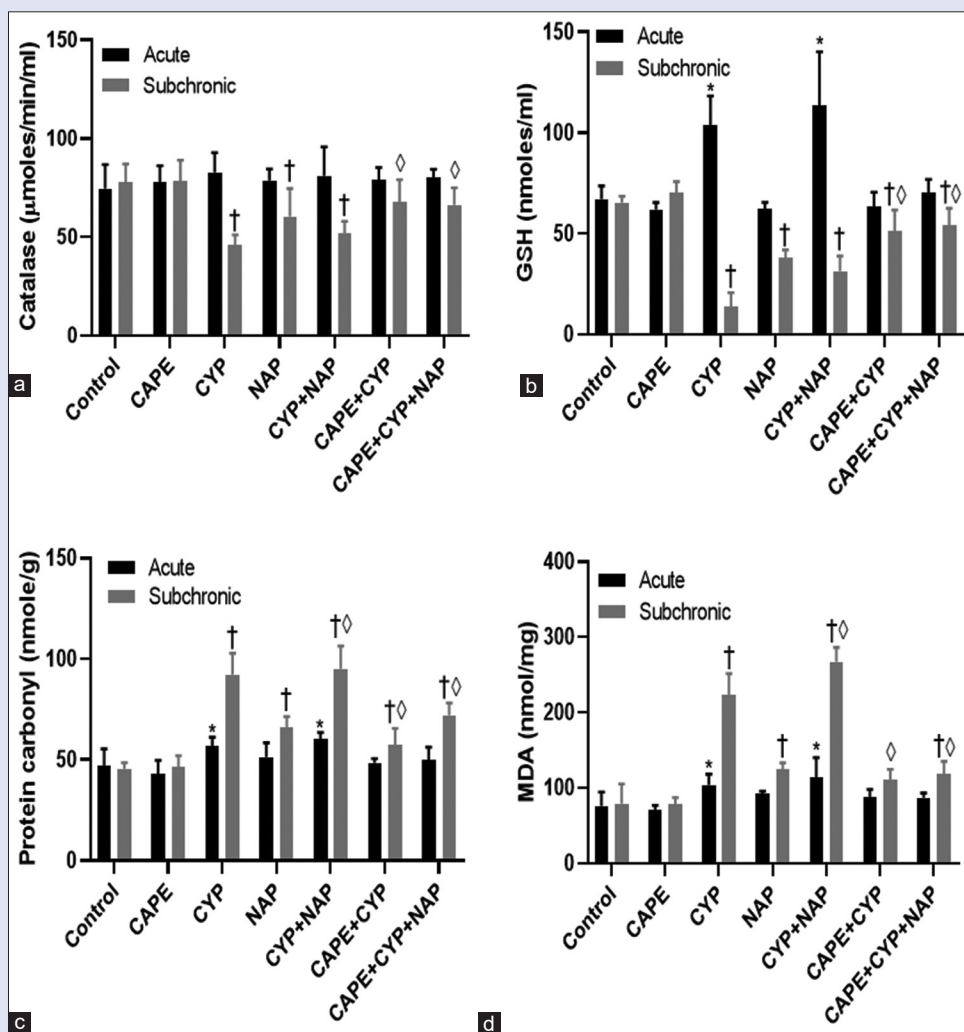 150
100
50
0
Catalase (µmoles/min/ml)
Acute
Subchronic
†
†
†
◊
◊
Control
CAPE
CYP
NAP
CYP+NAP
CAPE+CYP
CAPE+CYP+NAP
a
150
100
50
0
GSH (nmoles/ml)
Acute
Subchronic
*
†
†
*
†
†◊
†◊
Control
CAPE
CYP
NAP
CYP+NAP
CAPE+CYP
CAPE+CYP+NAP
b
150
100
50
0
Protein carbonyl (nmole/g)
Acute
Subchronic
*
†
†
*
†◊
†◊
†◊
Control
CAPE
CYP
NAP
CYP+NAP
CAPE+CYP
CAPE+CYP+NAP
c
400
300
200
100
0
MDA (nmol/mg)
Acute
Subchronic
*
†
†
*
†◊
◊
†◊
Control
CAPE
CYP
NAP
CYP+NAP
CAPE+CYP
CAPE+CYP+NAP
d